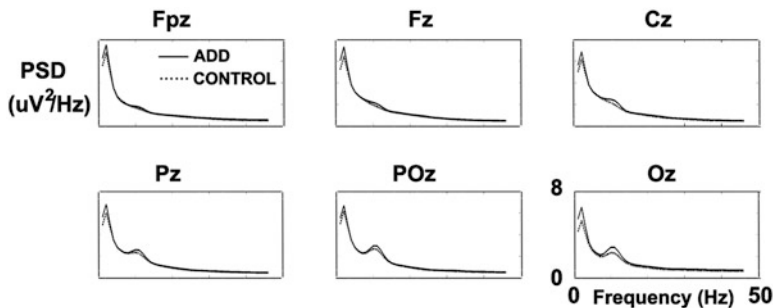 Fpz
Fz
Cz
PSD
(uV²/Hz)
ADD
CONTROL
Pz
POz
Oz
8
0
0 Frequency (Hz) 50